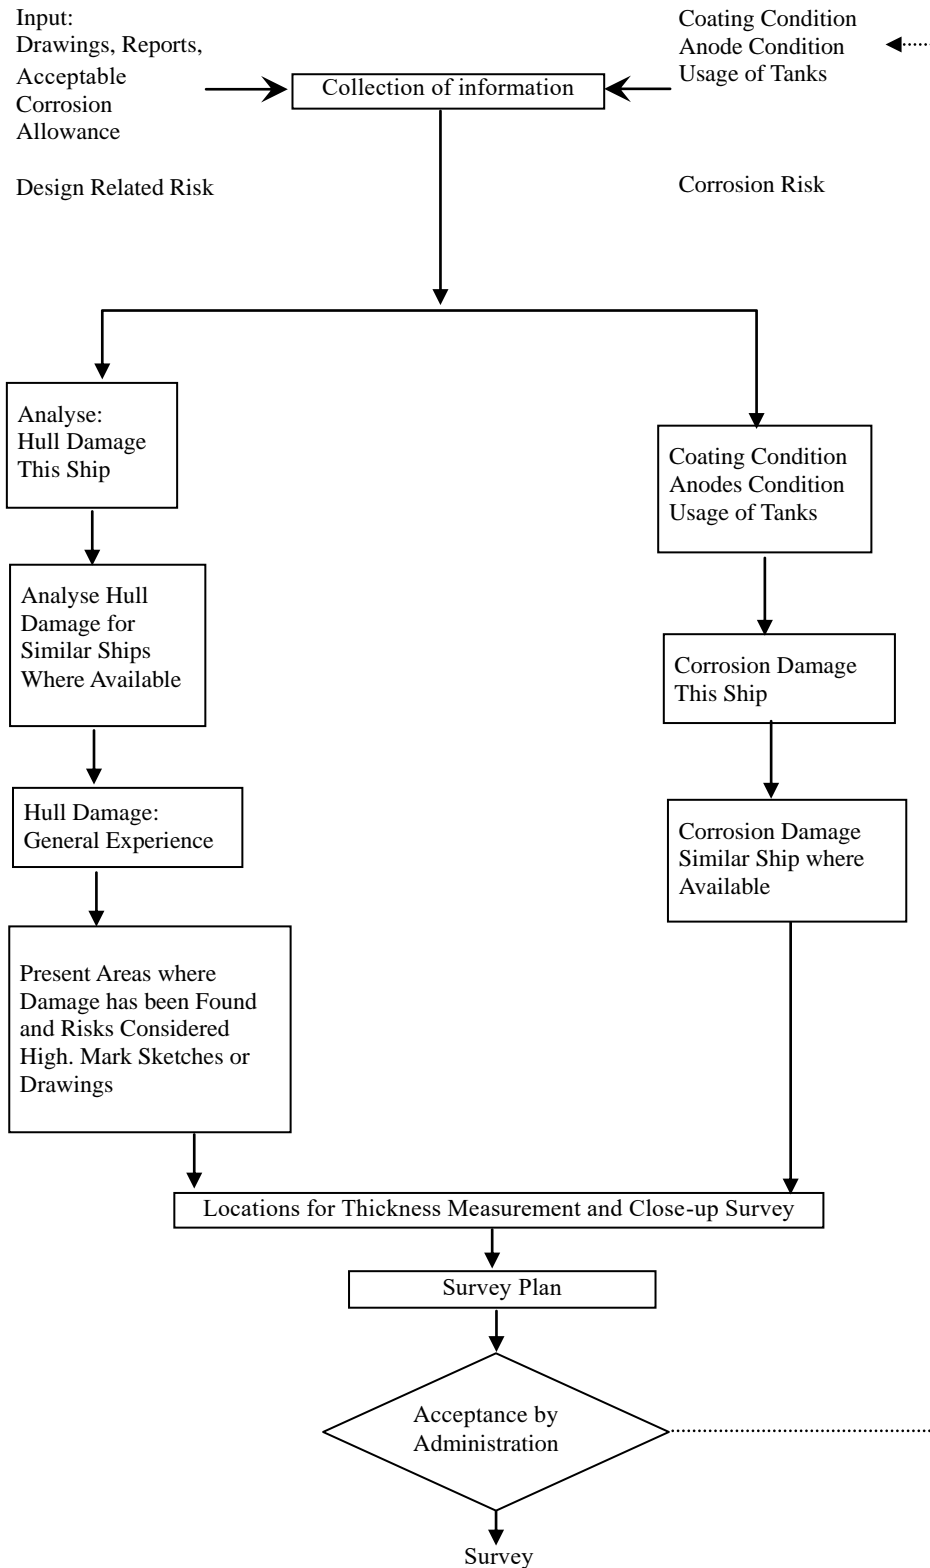 Input:
Drawings, Reports,
Acceptable
Corrosion
Allowance
Collection of information
Coating Condition
Anode Condition
Usage of Tanks
Design Related Risk
Corrosion Risk
Analyse:
Hull Damage
This Ship
Analyse Hull
Damage for
Similar Ships
Where Available
Hull Damage:
General Experience
Present Areas where
Damage has been Found
and Risks Considered
High. Mark Sketches or
Drawings
Coating Condition
Anodes Condition
Usage of Tanks
Corrosion Damage
This Ship
Corrosion Damage
Similar Ship where
Available
Locations for Thickness Measurement and Close-up Survey
Survey Plan
Acceptance by
Administration
Survey